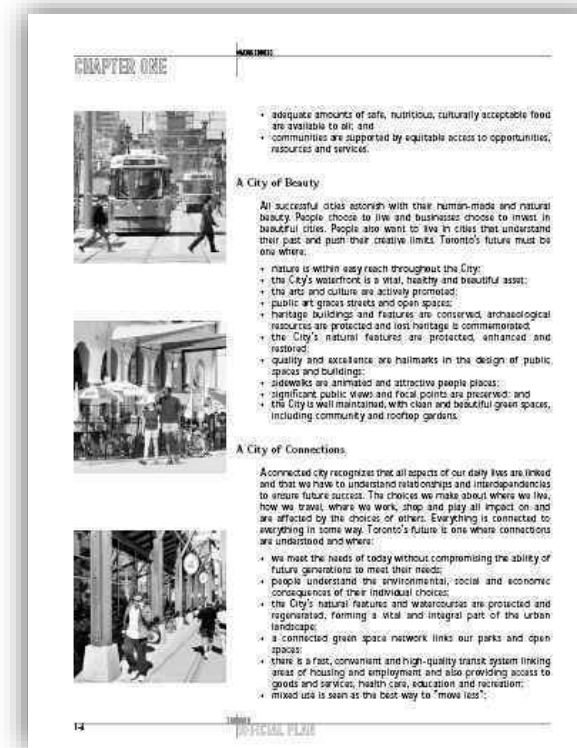 MAKING CHOICES
CHAPTER ONE
• adequate amounts of safe, nutritious, culturally acceptable food
are available to all; and
• communities are supported by equitable access to opportunities,
resources and services.
A City of Beauty
All successful cities astonish with their human-made and natural
beauty. People choose to live and businesses choose to invest in
beautiful cities. People also want to live in cities that understand
their past and push their creative limits. Toronto's future must be
one where:
• nature is within easy reach throughout the City;
• the City's waterfront is a vital, healthy and beautiful asset;
• the arts and culture are actively promoted;
• public art graces streets and open spaces;
• heritage buildings and features are conserved, archaeological
resources are protected and lost heritage is commemorated;
• the City's natural features are protected, enhanced and
restored;
• quality and excellence are hallmarks in the design of public
spaces and buildings;
• sidewalks are animated and attractive people places;
• significant public views and focal points are preserved; and
• the City is well maintained, with clean and beautiful green spaces,
including community and rooftop gardens.
A City of Connections
A connected city recognizes that all aspects of our daily lives are linked
and that we have to understand relationships and interdependencies
to ensure future success. The choices we make about where we live,
how we travel, where we work, shop and play all impact on and
are affected by the choices of others. Everything is connected to
everything in some way. Toronto's future is one where connections
are understood and where:
• we meet the needs of today without compromising the ability of
future generations to meet their needs;
• people understand the environmental, social and economic
consequences of their individual choices;
• the City's natural features and watercourses are protected and
regenerated, forming a vital and integral part of the urban
landscape;
• a connected green space network links our parks and open
spaces;
• there is a fast, convenient and high-quality transit system linking
areas of housing and employment and also providing access to
goods and services, health care, education and recreation;
• mixed use is seen as the best way to "move less";
1-4
TORONTO
OFFICIAL PLAN